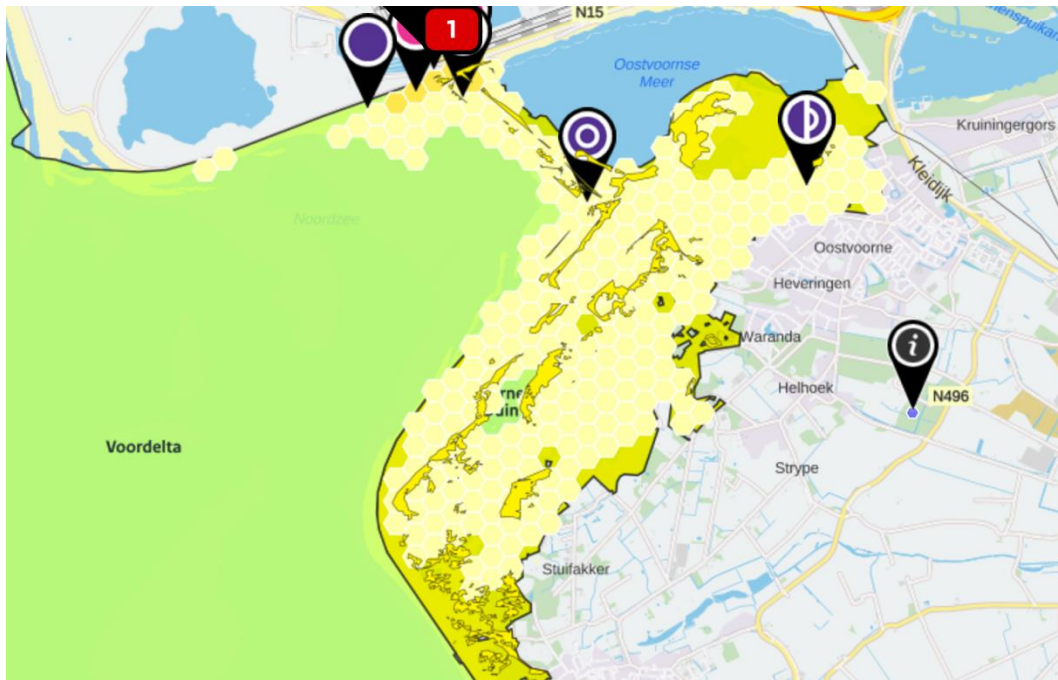 N15
1
Oostvoornse
Meer
Kruiningergors
Kleidijk
Noordzee
Oostvoorne
Heveringen
Waranda
i
Helhoek
N496
Voordelta
Strype
Stuifakker